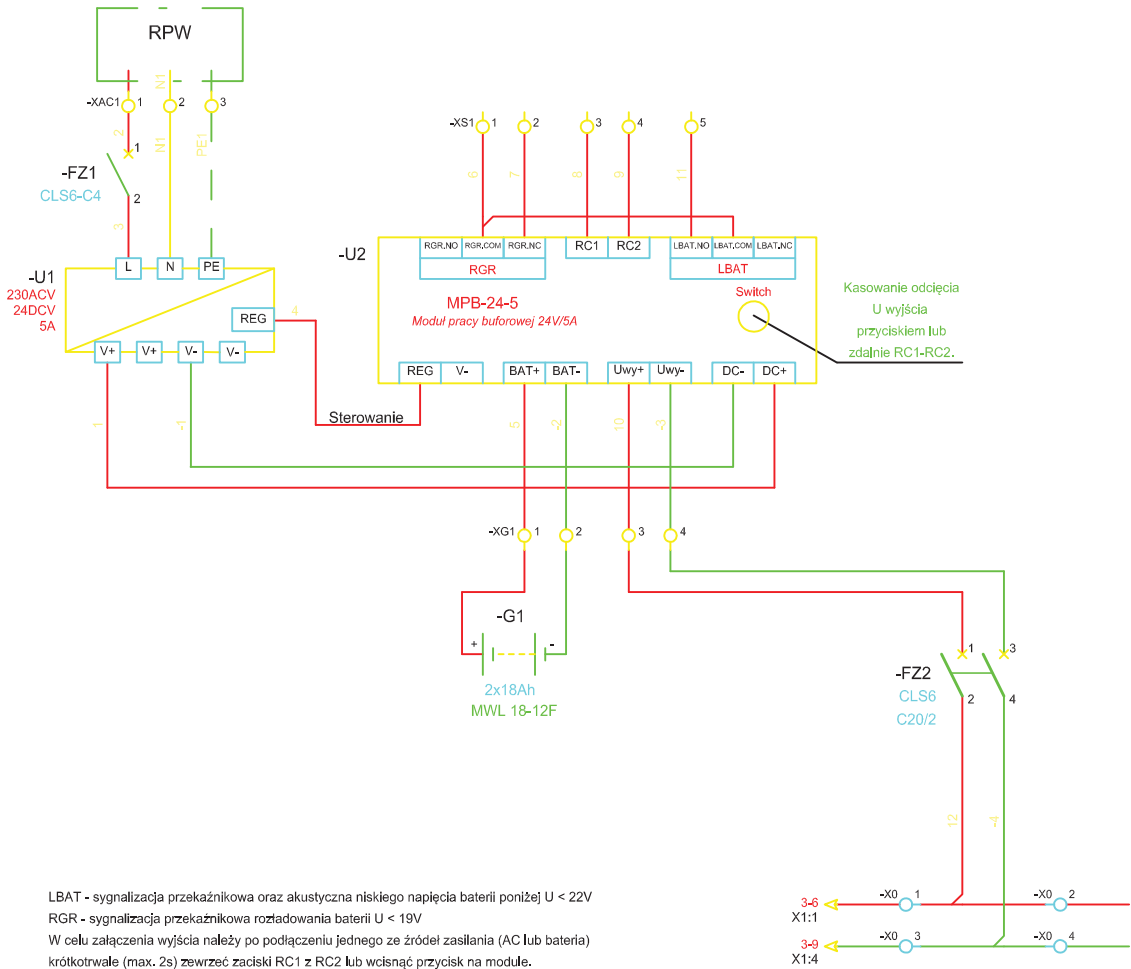 RPW
N1
-XAC1 1 2 3
2
N1
PE1
-FZ1
CLS6-C4
1
2
3
-U1
230ACV
24DCV
5A
L N PE
REG
4
V+ V+ V- V-
1
-1
Sterowanie
-XS1 1 2 3 4 5
6 7 8 9 11
-U2
RGR.NO RGR.COM RGR.NC
RGR
RC1 RC2
LBAT.NO LBAT.COM LBAT.NC
LBAT
MPB-24-5
Moduł pracy buforowej 24V/5A
Switch
Kasowanie odcięcia
U wyjścia
przyciskiem lub
zdalnie RC1-RC2.
REG V- BAT+ BAT- Uwy+ Uwy- DC- DC+
5 -2 10 -3
-XG1 1 2 3 4
-G1
+ -
2x18Ah
MWL 18-12F
-FZ2
CLS6
C20/2
1 3
2 4
12 -4
LBAT - sygnalizacja przekaźnikowa oraz akustyczna niskiego napięcia baterii poniżej U < 22V
RGR - sygnalizacja przekaźnikowa rozładowania baterii U < 19V
W celu załączenia wyjścia należy po podłączeniu jednego ze źródeł zasilania (AC lub bateria)
krótkotrwale (max. 2s) zewrzeć zaciski RC1 z RC2 lub wcisnąć przycisk na module.
3-6
X1:1
-X0 1
-X0 2
3-9
X1:4
-X0 3
-X0 4